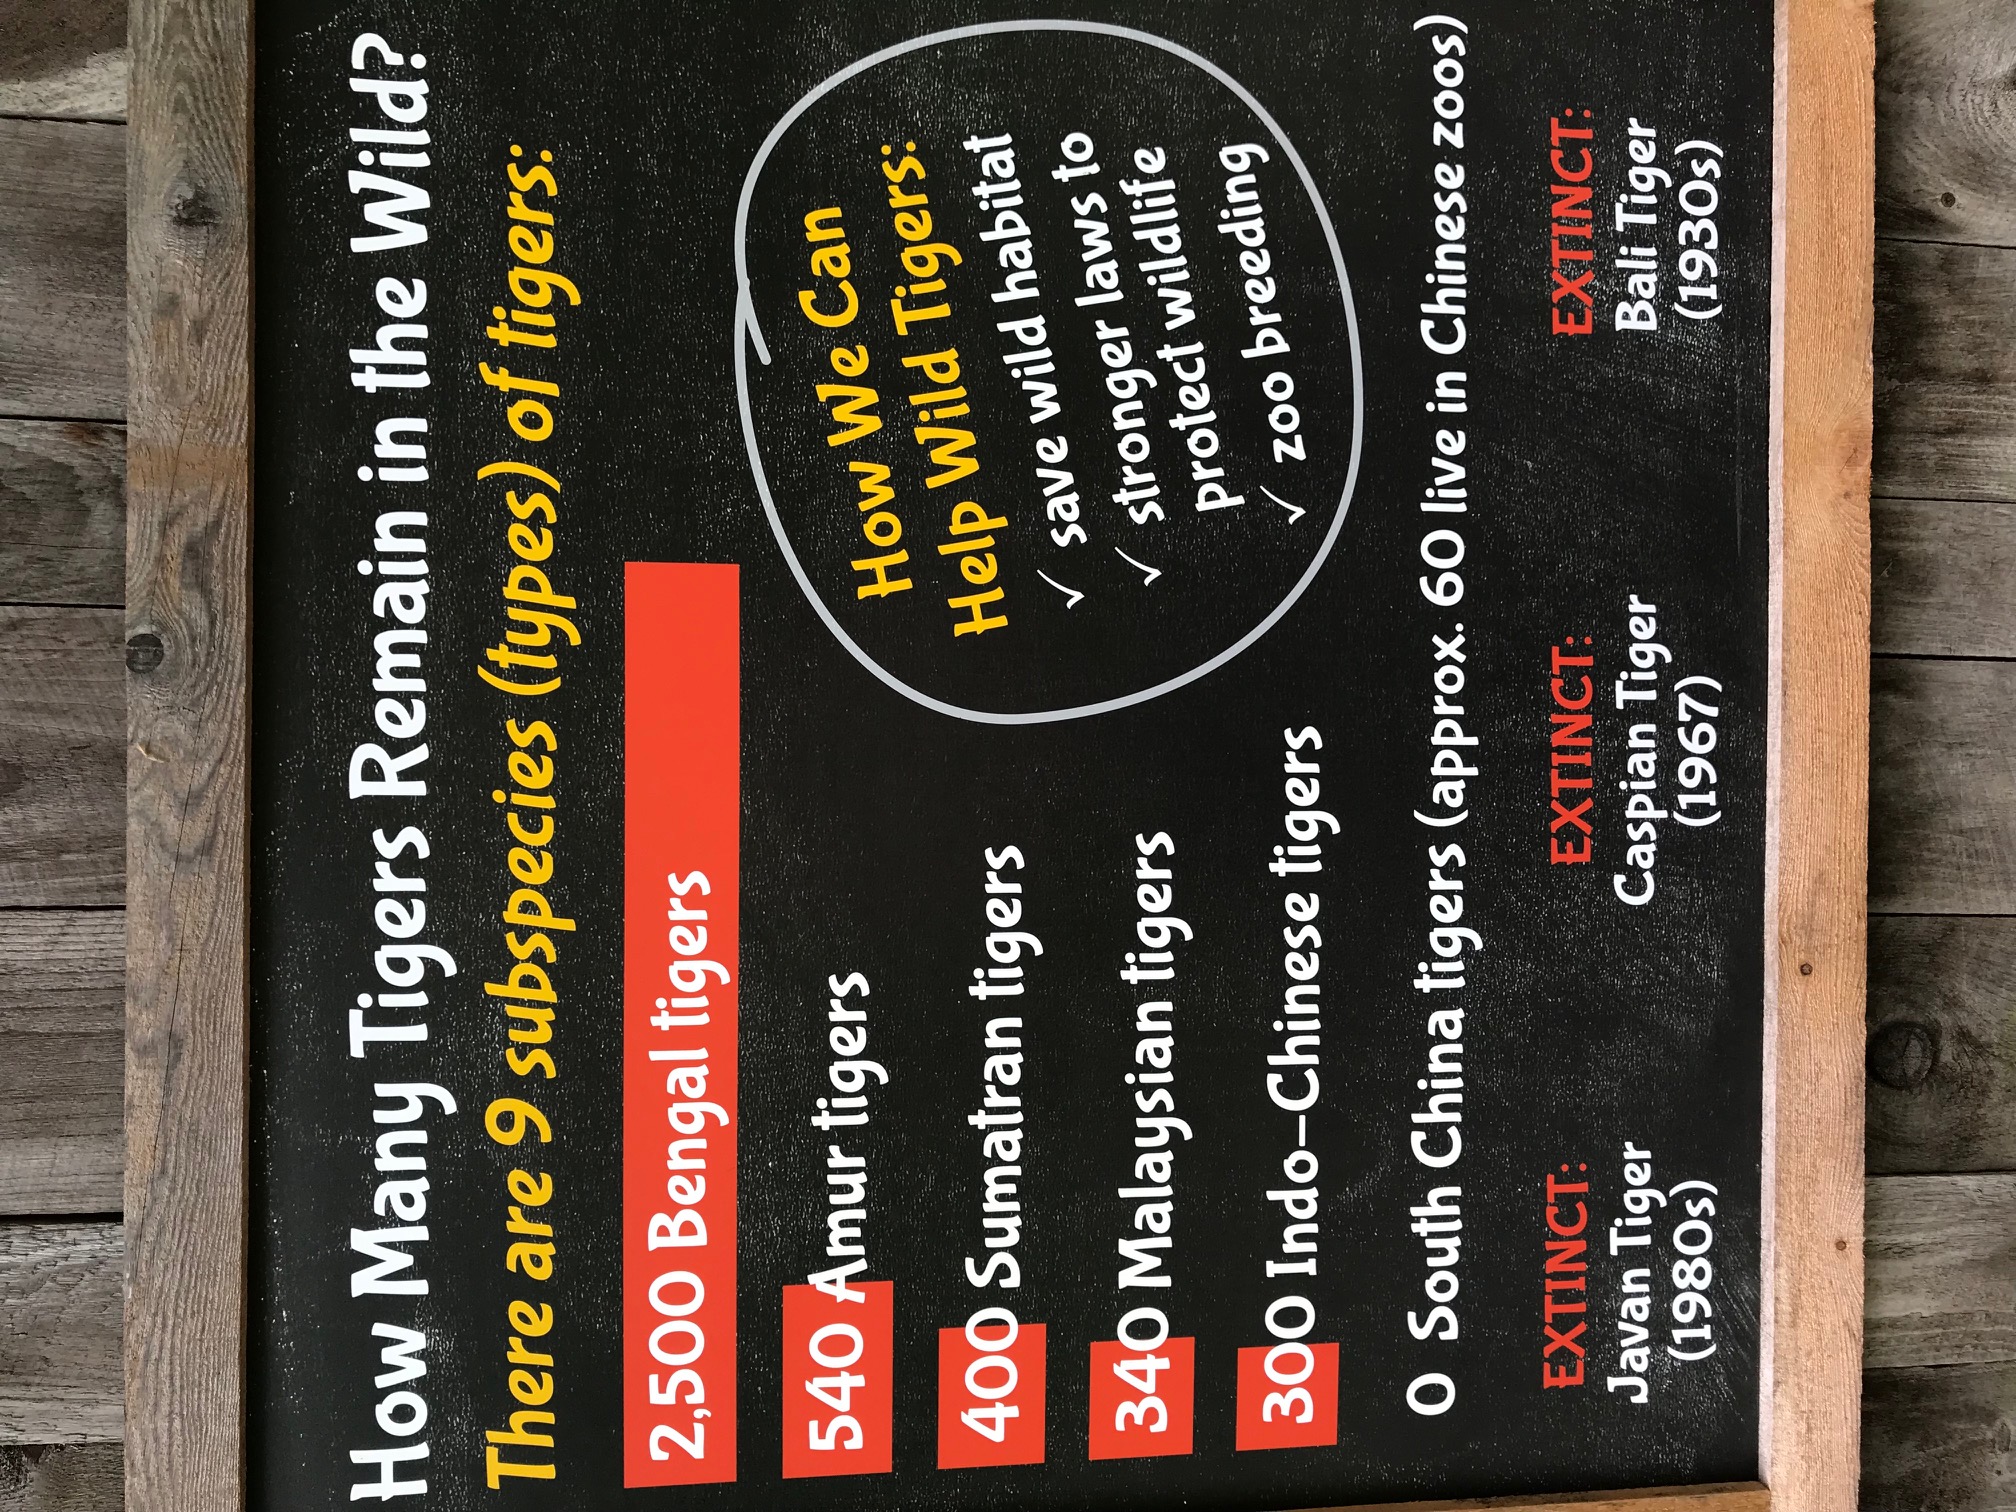 How Many Tigers Remain in the Wild?
There are 9 subspecies (types) of tigers:
2,500 Bengal tigers
540 Amur tigers
400 Sumatran tigers
340 Malaysian tigers
300 Indo-Chinese tigers
How We Can
Help Wild Tigers:
✓ save wild habitat
✓ stronger laws to
protect wildlife
✓ zoo breeding
0 South China tigers (approx. 60 live in Chinese zoos)
EXTINCT:
Javan Tiger
(1980s)
EXTINCT:
Caspian Tiger
(1967)
EXTINCT:
Bali Tiger
(1930s)